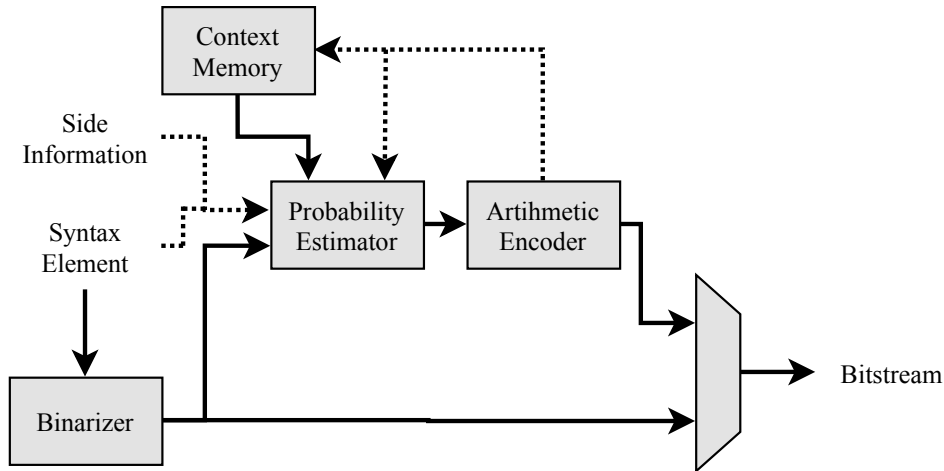 Context
Memory
Side
Information
Probability
Estimator
Artihmetic
Encoder
Syntax
Element
Bitstream
Binarizer